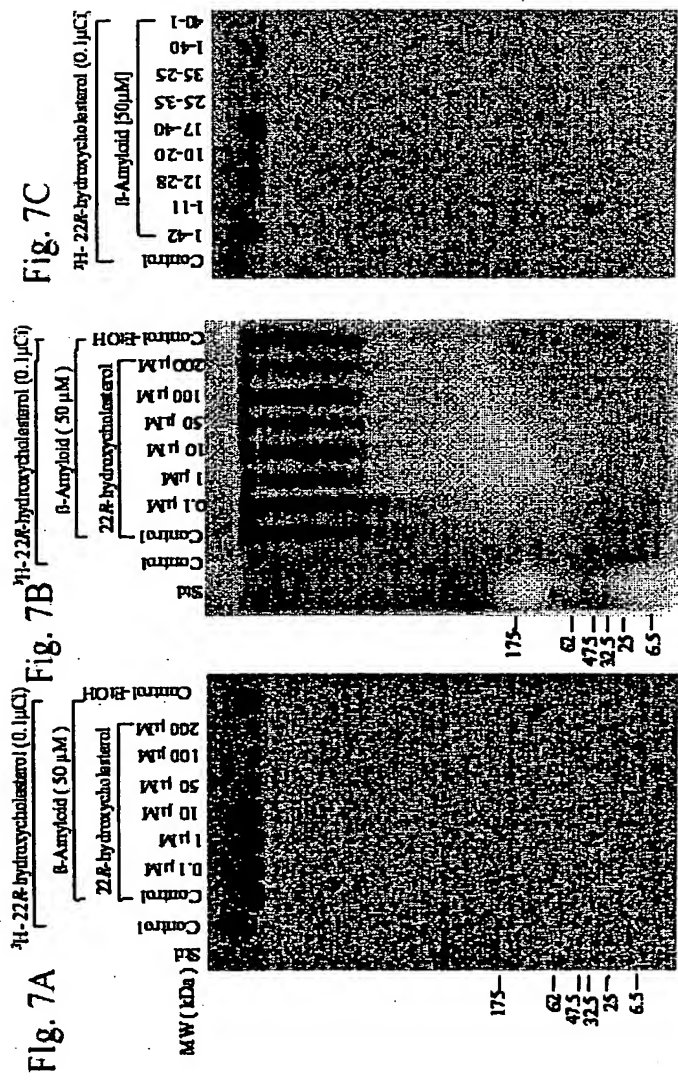 Fig. 7A
³H-22R-hydroxycholesterol (0.1μCi)
β-Amyloid ( 50 μM )
22R-hydroxycholesterol
MW ( kDa )
Std
Control
Control
0.1 μM
1 μM
10 μM
50 μM
100 μM
200 μM
Control-EtOH
175
62
47.5
32.5
25
6.5
Fig. 7B
³H-22R-hydroxycholesterol (0.1μCi)
β-Amyloid ( 50 μM )
22R-hydroxycholesterol
Std
Control
Control
0.1 μM
1 μM
10 μM
50 μM
100 μM
200 μM
Control-EtOH
175
62
47.5
32.5
25
6.5
Fig. 7C
³H- 22R-hydroxycholesterol (0.1μCi)
β-Amyloid [50μM]
Control
1-42
1-11
12-28
10-20
17-40
25-35
35-25
1-40
40-1